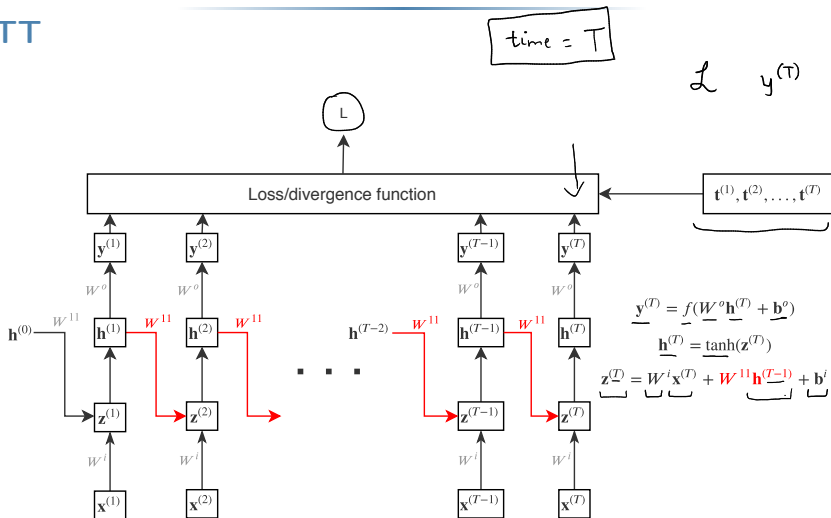 TT
time = T
L y^{(T)}
L
Loss/divergence function
t^{(1)}, t^{(2)}, . . . , t^{(T)}
y^{(1)} y^{(2)} y^{(T−1)} y^{(T)}
W^o W^o W^o W^o
y^{(T)} = f(W^o h^{(T)} + b^o)
h^{(0)} W^{11} h^{(1)} W^{11} h^{(2)} W^{11} h^{(T−2)} W^{11} h^{(T−1)} W^{11} h^{(T)}
h^{(T)} = tanh(z^{(T)})
. . .
z^{(T)} = W^i x^{(T)} + W^{11} h^{(T−1)} + b^i
z^{(1)} z^{(2)} z^{(T−1)} z^{(T)}
W^i W^i W^i W^i
x^{(1)} x^{(2)} x^{(T−1)} x^{(T)}